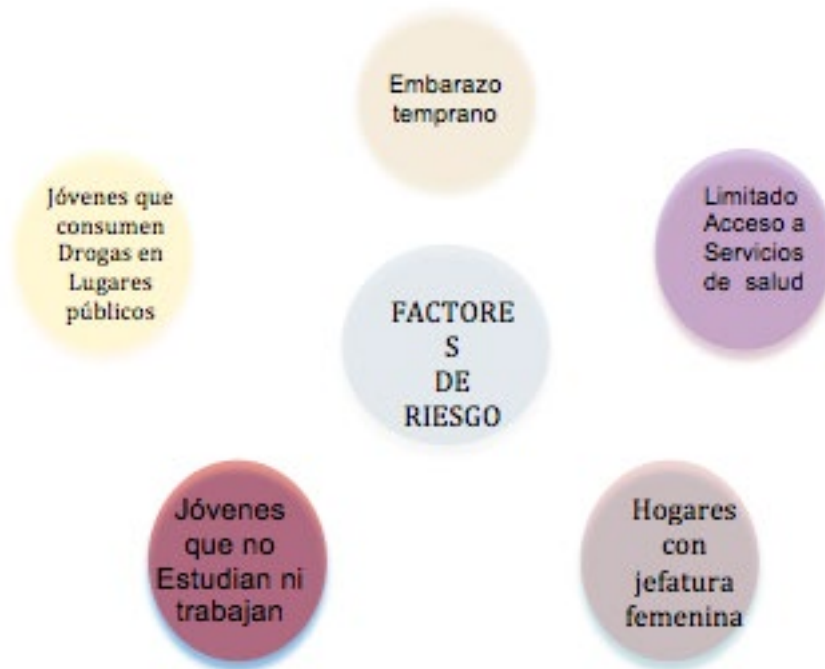 Embarazo
temprano
Jóvenes que
consumen
Drogas en
Lugares
públicos
Limitado
Acceso a
Servicios
de salud
FACTORE
S
DE
RIESGO
Jóvenes
que no
Estudian ni
trabajan
Hogares
con
jefatura
femenina